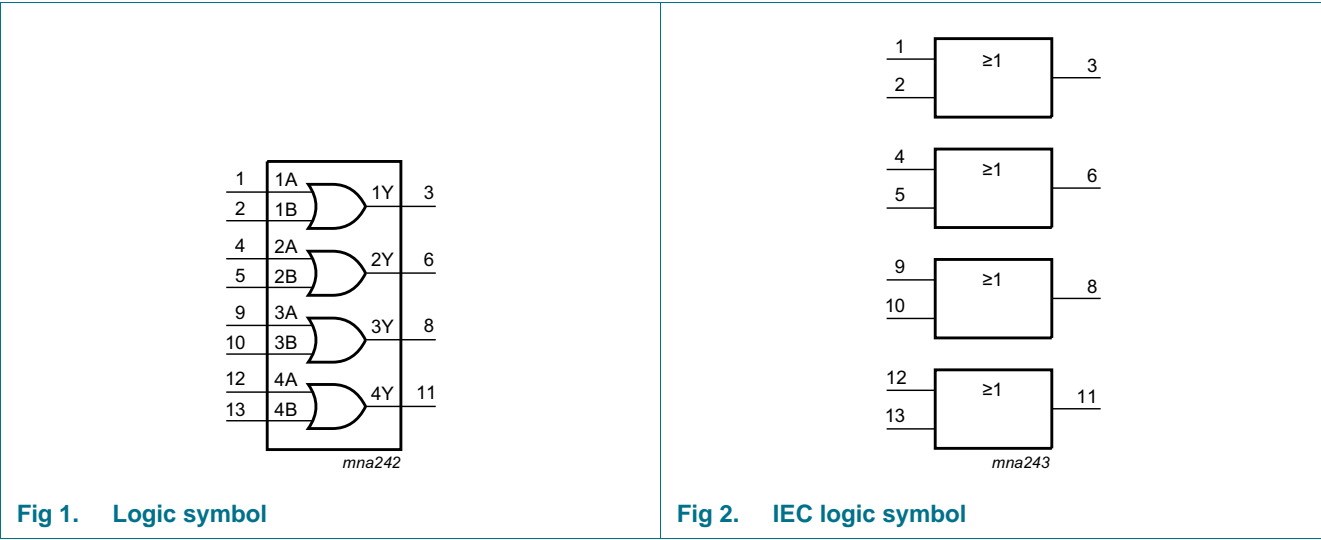 1 1A 1Y 3
2 1B
4 2A 2Y 6
5 2B
9 3A 3Y 8
10 3B
12 4A 4Y 11
13 4B
mna242
Fig 1. Logic symbol
1 ≥1 3
2
4 ≥1 6
5
9 ≥1 8
10
12 ≥1 11
13
mna243
Fig 2. IEC logic symbol